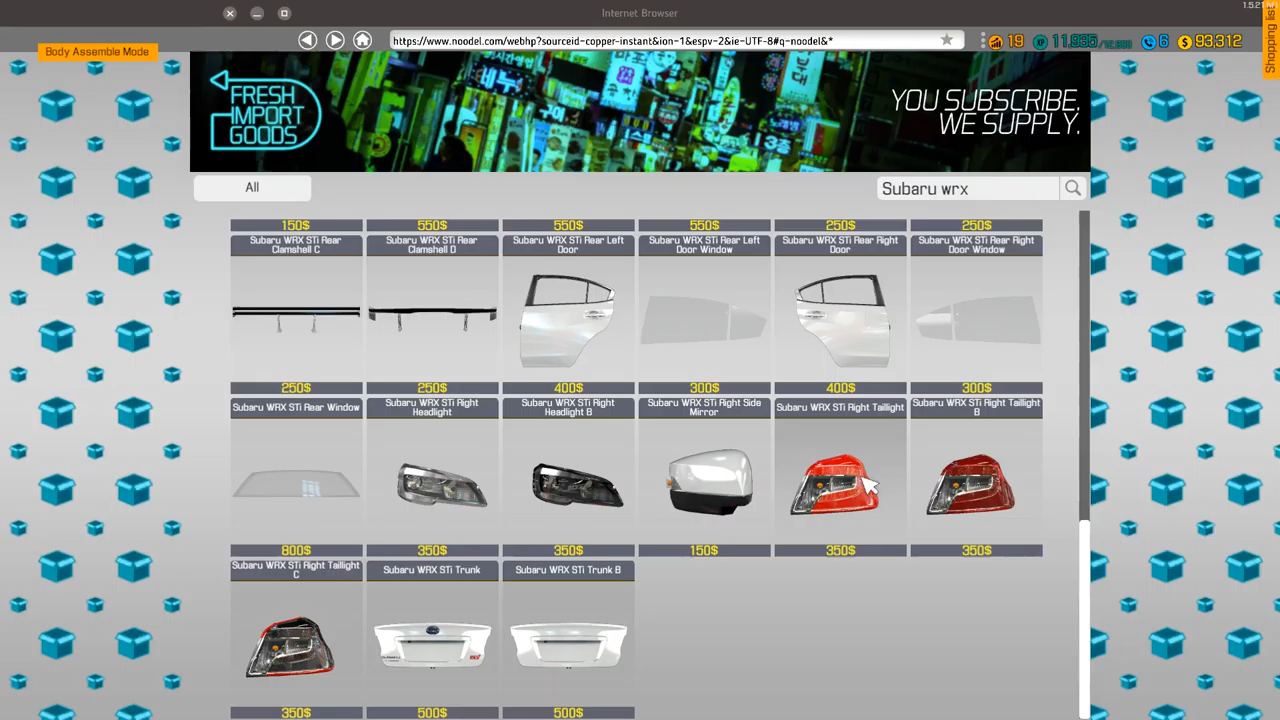 Internet Browser
1.5.21
Shopping list
Body Assemble Mode
https://www.noodel.com/webhp?sourceid=copper-instant&ion=1&espv=2&ie=UTF-8#q=noodel&*
19
11,935
6
$ 93,312
FRESH
IMPORT
GOODS
YOU SUBSCRIBE,
WE SUPPLY.
All
Subaru wrx
150$ 550$ 550$ 550$ 250$ 250$
Subaru WRX STi Rear
Clamshell C
Subaru WRX STi Rear
Clamshell D
Subaru WRX STi Rear Left
Door
Subaru WRX STi Rear Left
Door Window
Subaru WRX STi Rear Right
Door
Subaru WRX STi Rear Right
Door Window
250$ 250$ 400$ 300$ 400$ 300$
Subaru WRX STi Rear Window
Subaru WRX STi Right
Headlight
Subaru WRX STi Right
Headlight B
Subaru WRX STi Right Side
Mirror
Subaru WRX STi Right Taillight
Subaru WRX STi Right Taillight
B
800$ 350$ 350$ 150$ 350$ 350$
Subaru WRX STi Right Taillight
C
Subaru WRX STi Trunk
Subaru WRX STi Trunk B
350$ 500$ 500$